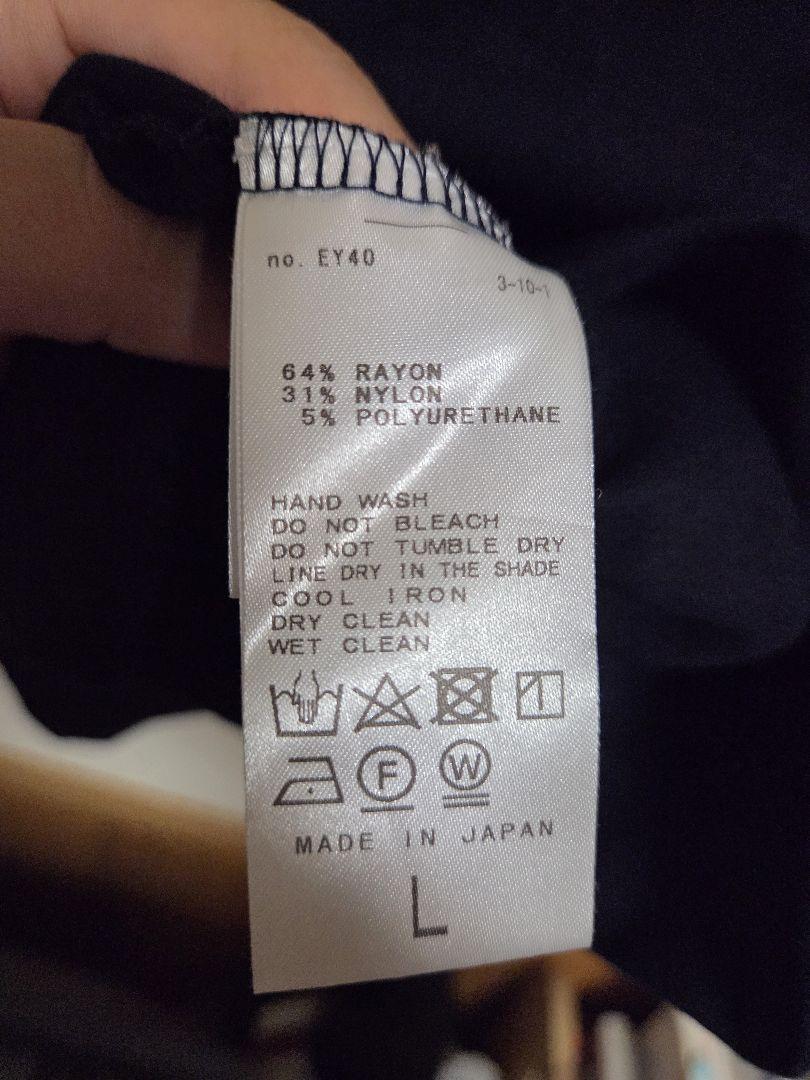 no. EY40
3-10-1
64% RAYON
31% NYLON
5% POLYURETHANE
HAND WASH
DO NOT BLEACH
DO NOT TUMBLE DRY
LINE DRY IN THE SHADE
COOL IRON
DRY CLEAN
WET CLEAN
F W
MADE IN JAPAN
L